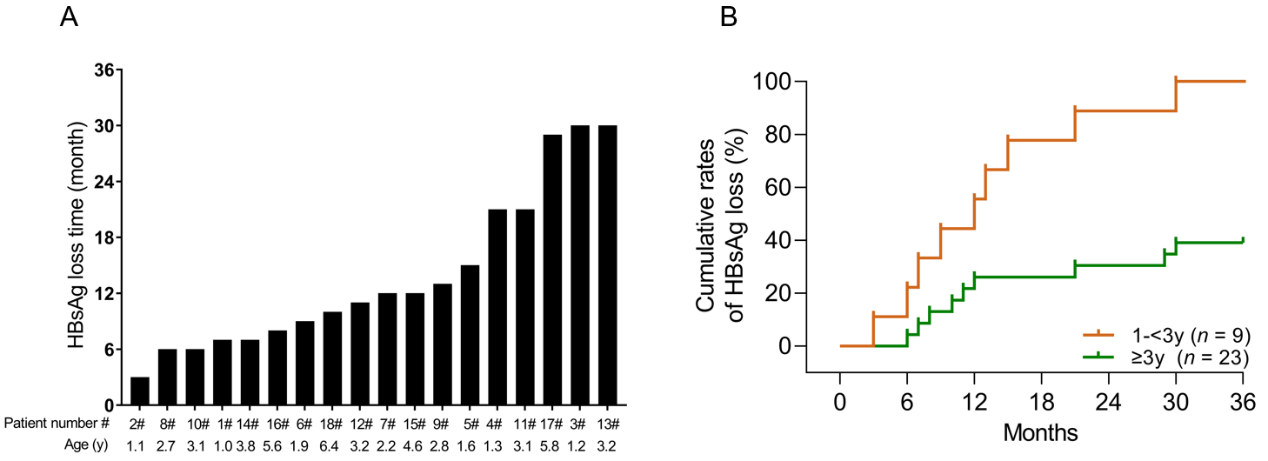 A
HBsAg loss time (month)
36
30
24
18
12
6
0
Patient number # 2# 8# 10# 1# 14# 16# 6# 18# 12# 7# 15# 9# 5# 4# 11# 17# 3# 13#
Age (y) 1.1 2.7 3.1 1.0 3.8 5.6 1.9 6.4 3.2 2.2 4.6 2.8 1.6 1.3 3.1 5.8 1.2 3.2
B
Cumulative rates
of HBsAg loss (%)
100
80
60
40
20
0
1-<3y (n = 9)
≥3y (n = 23)
0 6 12 18 24 30 36
Months